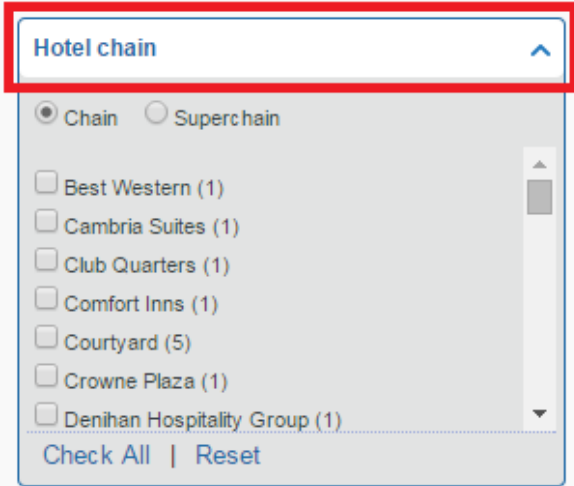 Hotel chain
Chain Superchain
Best Western (1)
Cambria Suites (1)
Club Quarters (1)
Comfort Inns (1)
Courtyard (5)
Crowne Plaza (1)
Denihan Hospitality Group (1)
Check All | Reset